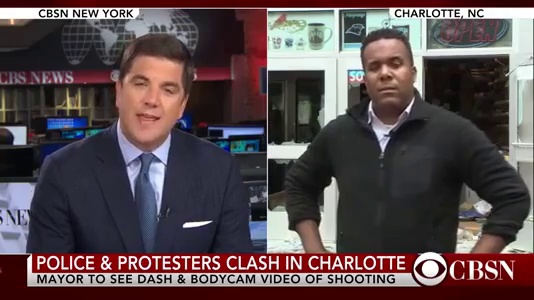 CBSN NEW YORK
CHARLOTTE, NC
CBS NEWS
NEWS
POLICE & PROTESTERS CLASH IN CHARLOTTE
MAYOR TO SEE DASH & BODYCAM VIDEO OF SHOOTING
CBSN